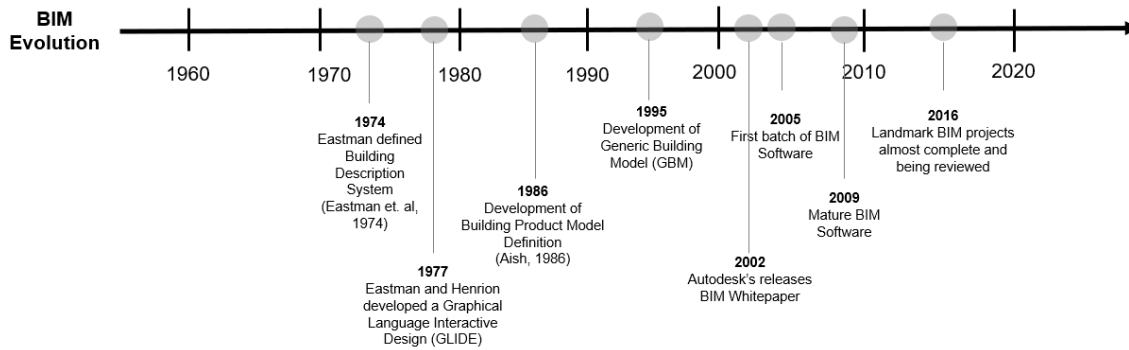 BIM
Evolution
1960
1970
1980
1990
2000
2010
2020
1974
Eastman defined
Building
Description
System
(Eastman et. al,
1974)
1977
Eastman and Henrion
developed a Graphical
Language Interactive
Design (GLIDE)
1986
Development of
Building Product Model
Definition
(Aish, 1986)
1995
Development of
Generic Building
Model (GBM)
2002
Autodesk's releases
BIM Whitepaper
2005
First batch of BIM
Software
2009
Mature BIM
Software
2016
Landmark BIM projects
almost complete and
being reviewed